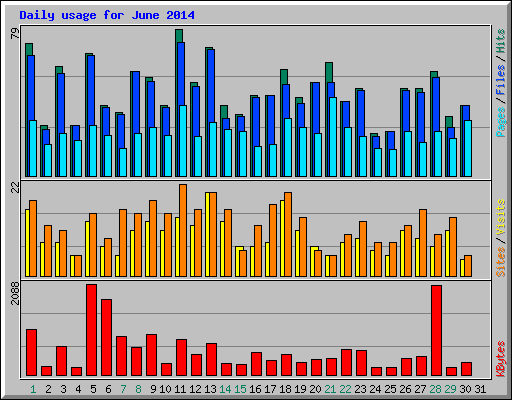 Daily usage for June 2014
79
Pages / Files / Hits
22
Sites / Visits
2088
KBytes
1 2 3 4 5 6 7 8 9 10 11 12 13 14 15 16 17 18 19 20 21 22 23 24 25 26 27 28 29 30 31